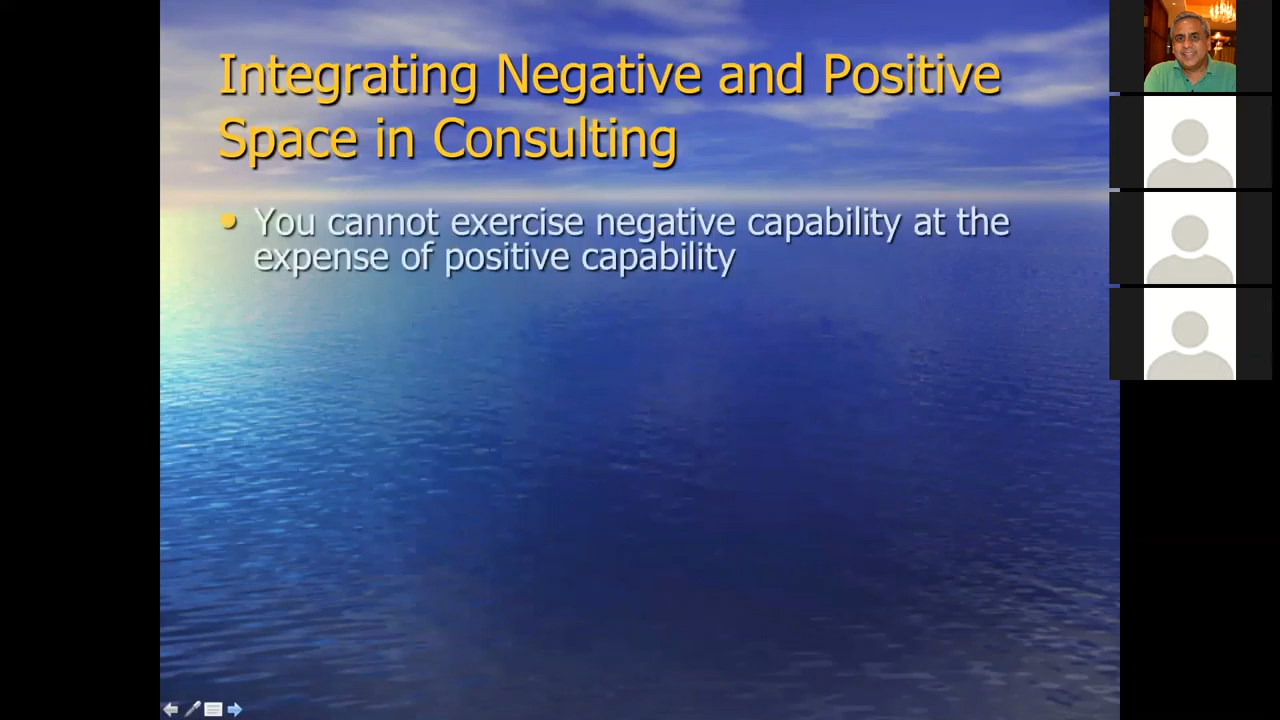 Integrating Negative and Positive
Space in Consulting
You cannot exercise negative capability at the
expense of positive capability